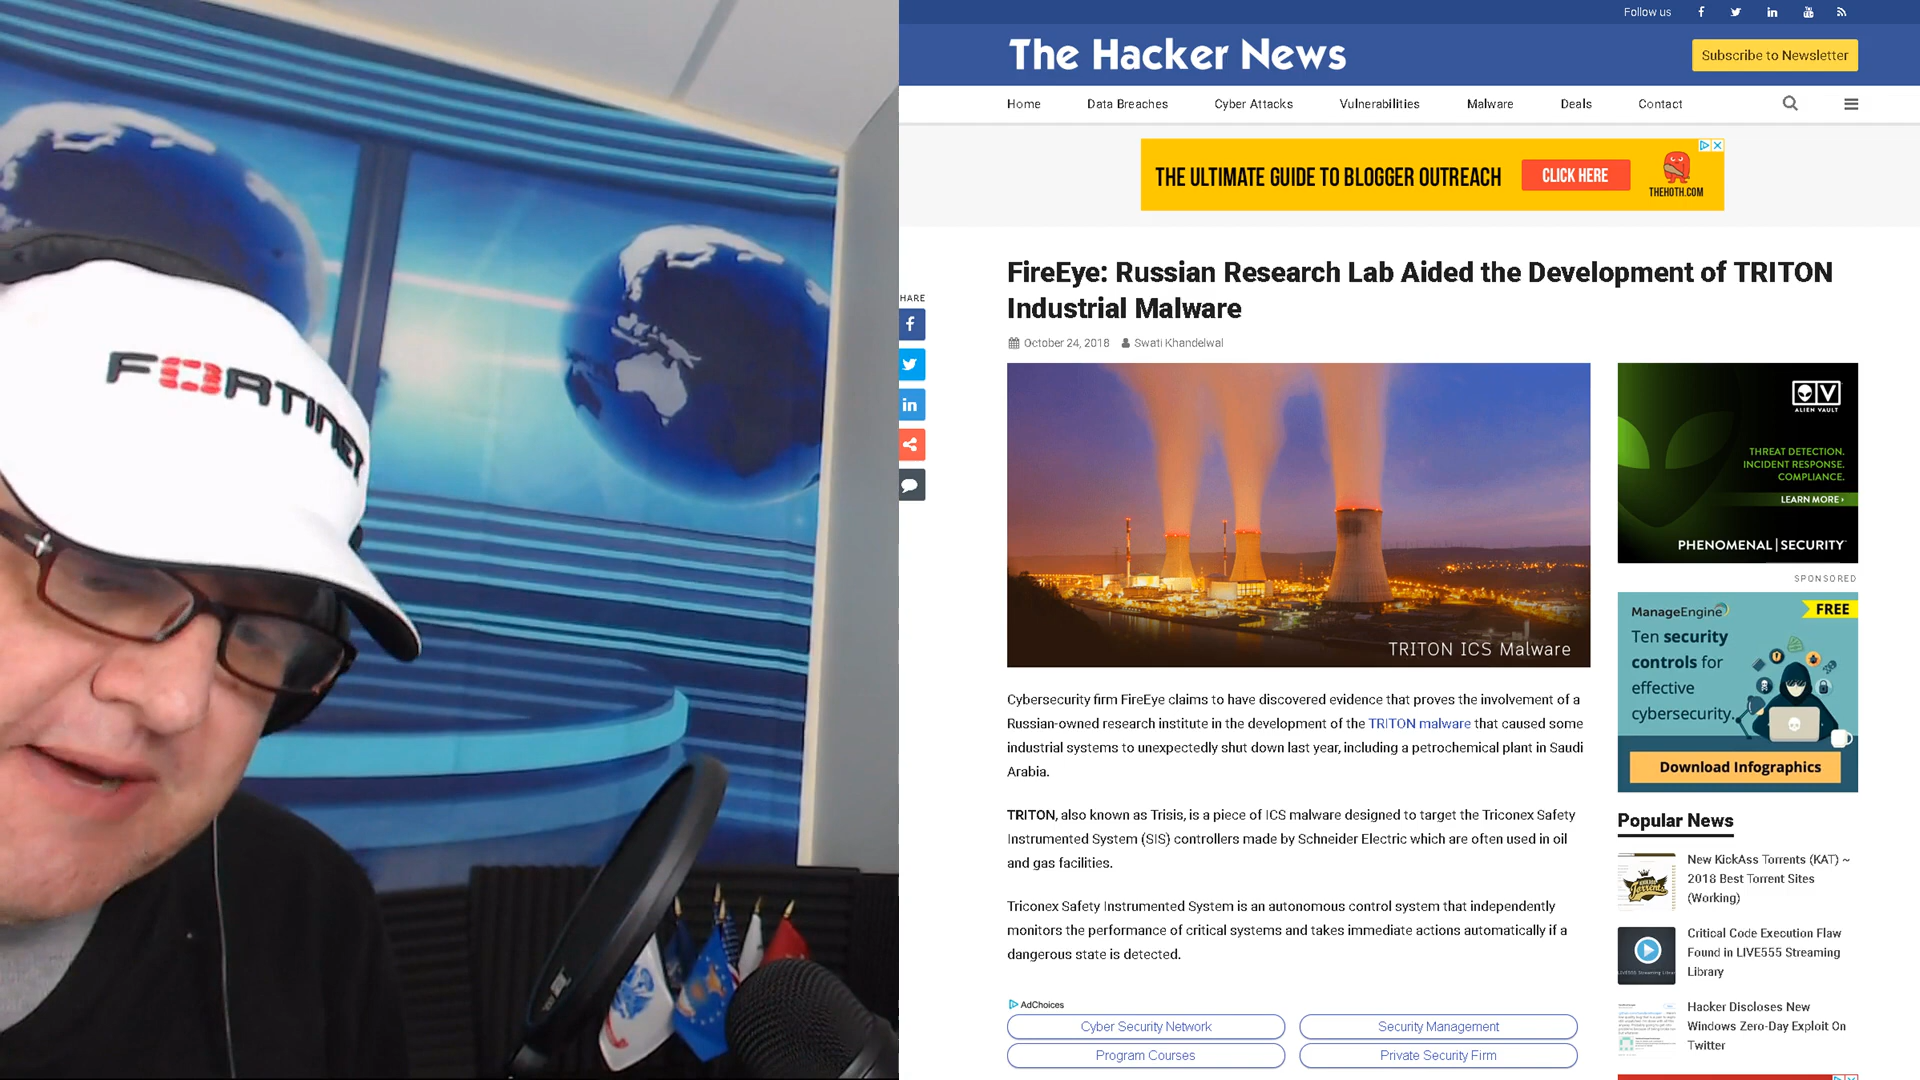 FORTINET
Follow us
The Hacker News
Subscribe to Newsletter
Home
Data Breaches
Cyber Attacks
Vulnerabilities
Malware
Deals
Contact
THE ULTIMATE GUIDE TO BLOGGER OUTREACH
CLICK HERE
THEHOTH.COM
FireEye: Russian Research Lab Aided the Development of TRITON
Industrial Malware
October 24, 2018
Swati Khandelwal
HARE
TRITON ICS Malware
Cybersecurity firm FireEye claims to have discovered evidence that proves the involvement of a
Russian-owned research institute in the development of the TRITON malware that caused some
industrial systems to unexpectedly shut down last year, including a petrochemical plant in Saudi
Arabia.
TRITON, also known as Trisis, is a piece of ICS malware designed to target the Triconex Safety
Instrumented System (SIS) controllers made by Schneider Electric which are often used in oil
and gas facilities.
Triconex Safety Instrumented System is an autonomous control system that independently
monitors the performance of critical systems and takes immediate actions automatically if a
dangerous state is detected.
AdChoices
Cyber Security Network
Security Management
Program Courses
Private Security Firm
ALIEN VAULT
THREAT DETECTION.
INCIDENT RESPONSE.
COMPLIANCE.
LEARN MORE ›
PHENOMENAL | SECURITY
SPONSORED
ManageEngine
FREE
Ten security
controls for
effective
cybersecurity.
Download Infographics
Popular News
New KickAss Torrents (KAT) ~
2018 Best Torrent Sites
(Working)
Critical Code Execution Flaw
Found in LIVE555 Streaming
Library
Hacker Discloses New
Windows Zero-Day Exploit On
Twitter